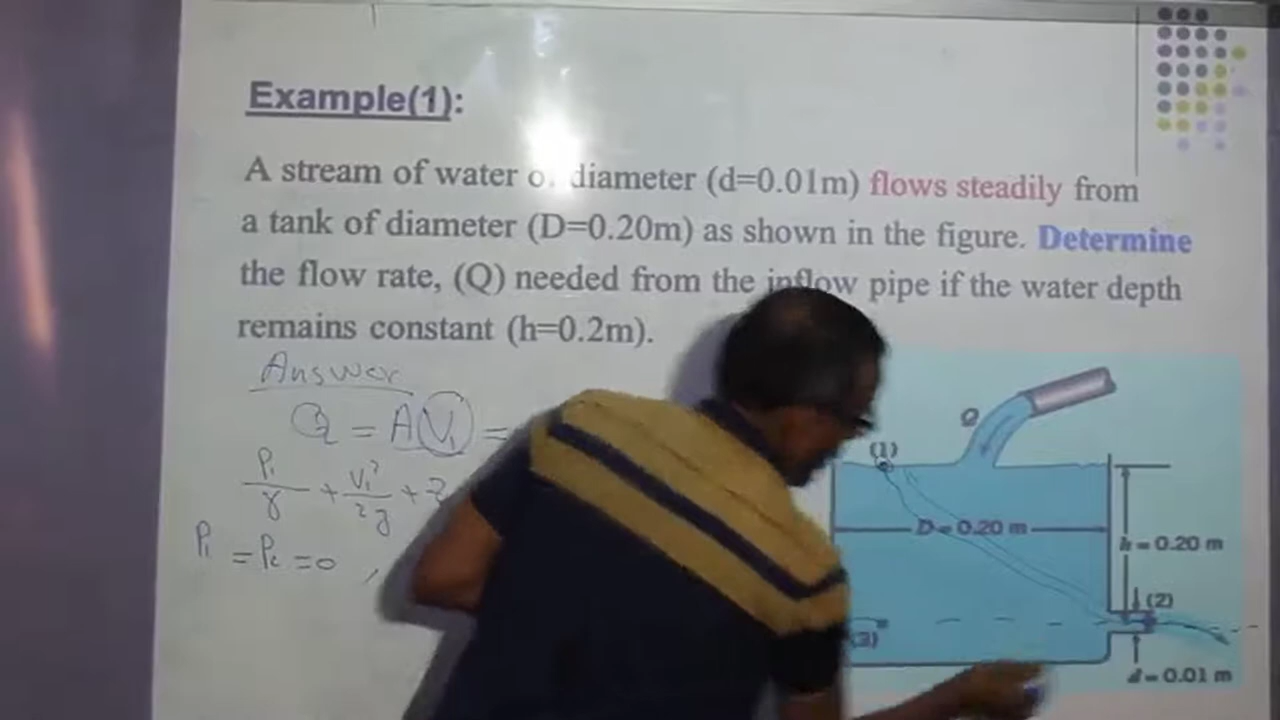 Example(1):
A stream of water diameter (d=0.01m) flows steadily from
a tank of diameter (D=0.20m) as shown in the figure. Determine
the flow rate, (Q) needed from the inflow pipe if the water depth
remains constant (h=0.2m).
Answer
Q = A V₁ =
P₁/γ + V₁²/2g + z
P₁ = P₂ = 0 ,
Q
(1)
D = 0.20 m
h = 0.20 m
(2)
(3)
d = 0.01 m